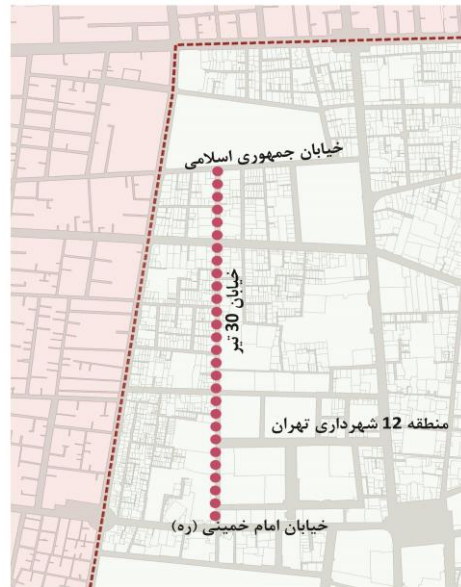 خیابان جمهوری اسلامی
خیابان 30 تیر
منطقه 12 شهرداری تهران
خیابان امام خمینی (ره)